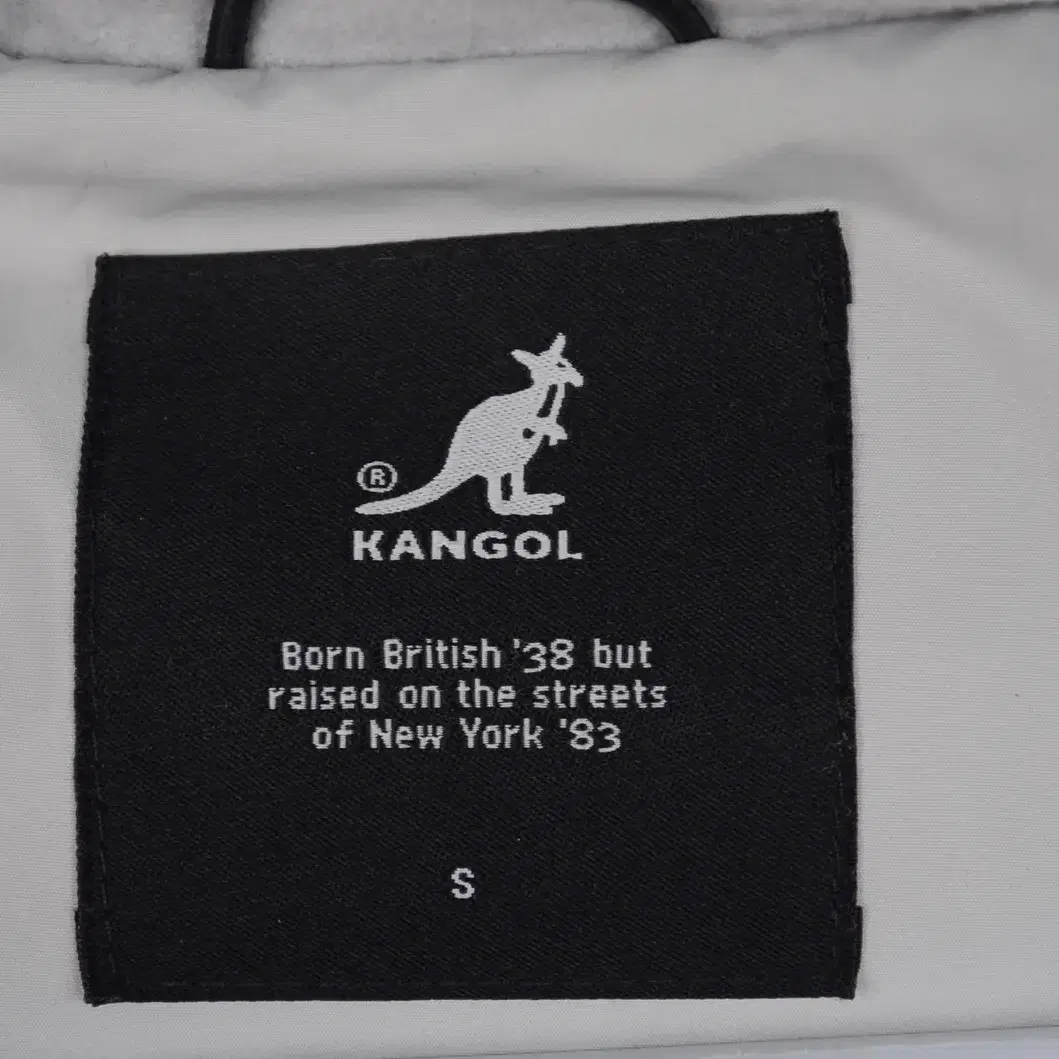 ®
KANGOL
Born British '38 but
raised on the streets
of New York '83
S